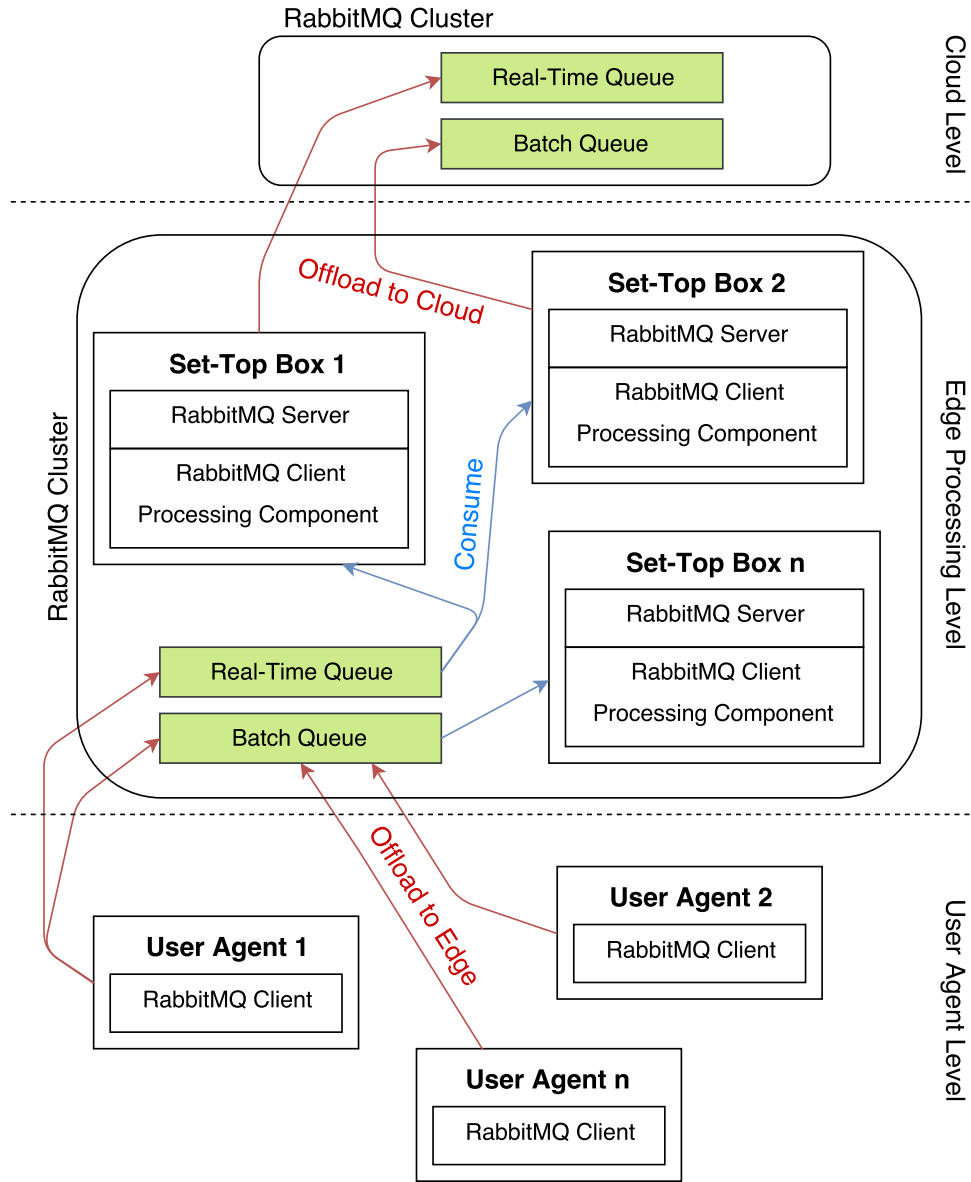 RabbitMQ Cluster
Real-Time Queue
Batch Queue
Cloud Level
Offload to Cloud
Set-Top Box 2
RabbitMQ Server
RabbitMQ Client
Processing Component
Set-Top Box 1
RabbitMQ Server
RabbitMQ Client
Processing Component
RabbitMQ Cluster
Consume
Edge Processing Level
Set-Top Box n
RabbitMQ Server
RabbitMQ Client
Processing Component
Real-Time Queue
Batch Queue
Offload to Edge
User Agent 2
RabbitMQ Client
User Agent 1
RabbitMQ Client
User Agent Level
User Agent n
RabbitMQ Client